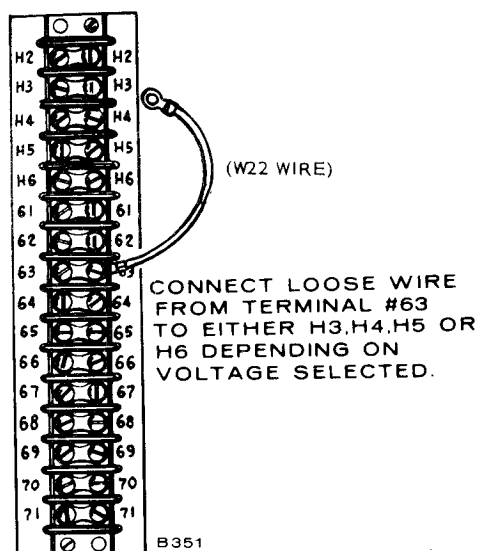 H2 H2
H3 H3
H4 H4
H5 H5
H6 H6
(W22 WIRE)
61 61
62 62
63 63
CONNECT LOOSE WIRE
FROM TERMINAL #63
TO EITHER H3,H4,H5 OR
H6 DEPENDING ON
VOLTAGE SELECTED.
64 64
65 65
66 66
67 67
68 68
69 69
70 70
71 71
B351